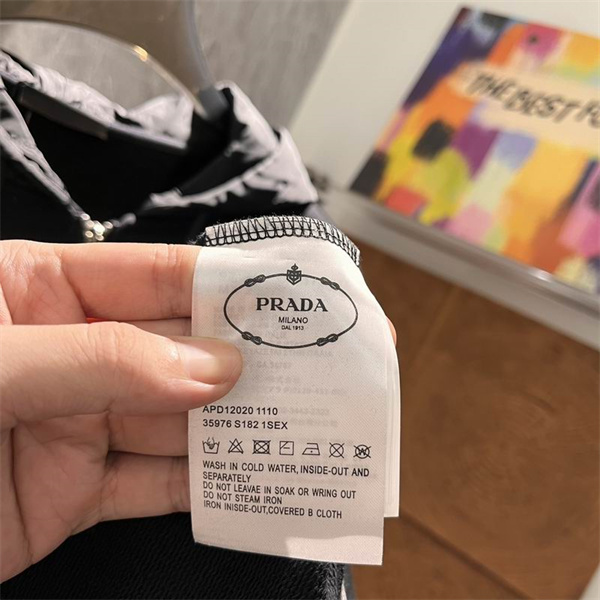 THE BEST FO
PRADA
MILANO
DAL 1913
APD12020 1110
35976 S182 1SEX
WASH IN COLD WATER, INSIDE-OUT AND
SEPARATELY
DO NOT LEAVAE IN SOAK OR WRING OUT
DO NOT STEAM IRON
IRON INISDE-OUT,COVERED B CLOTH